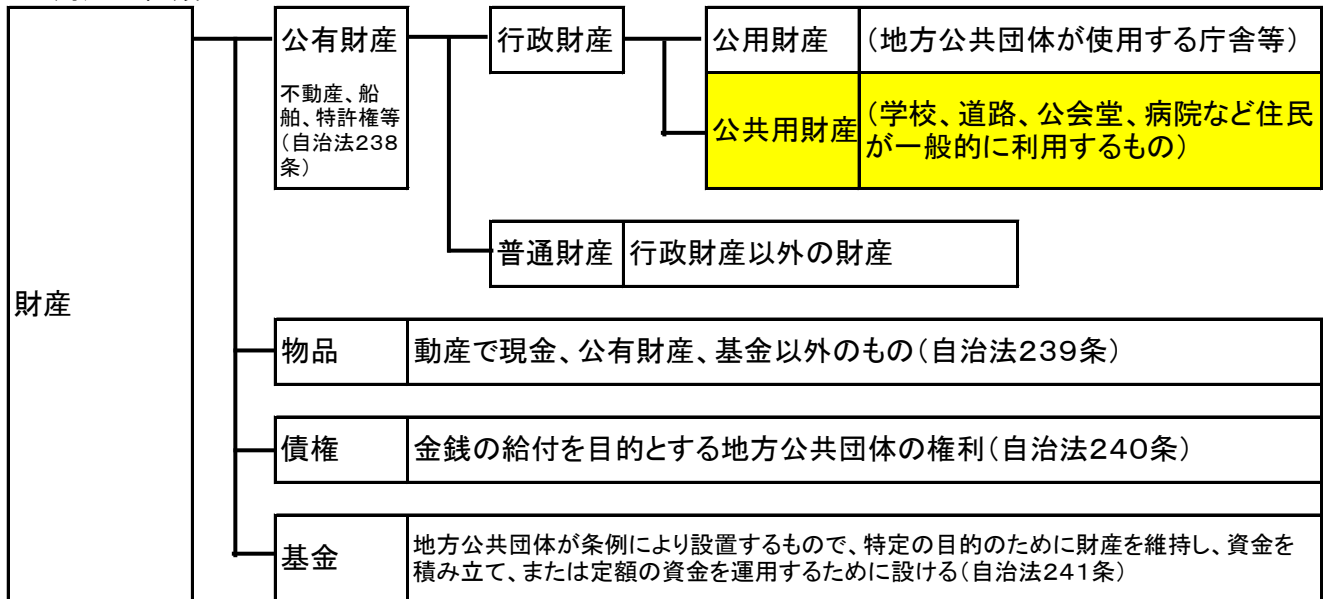 財産
公有財産
不動産、船
舶、特許権等
(自治法238
条)
行政財産
公用財産
(地方公共団体が使用する庁舎等)
公共用財産
(学校、道路、公会堂、病院など住民
が一般的に利用するもの)
普通財産
行政財産以外の財産
物品
動産で現金、公有財産、基金以外のもの(自治法239条)
債権
金銭の給付を目的とする地方公共団体の権利(自治法240条)
基金
地方公共団体が条例により設置するもので、特定の目的のために財産を維持し、資金を
積み立て、または定額の資金を運用するために設ける(自治法241条)